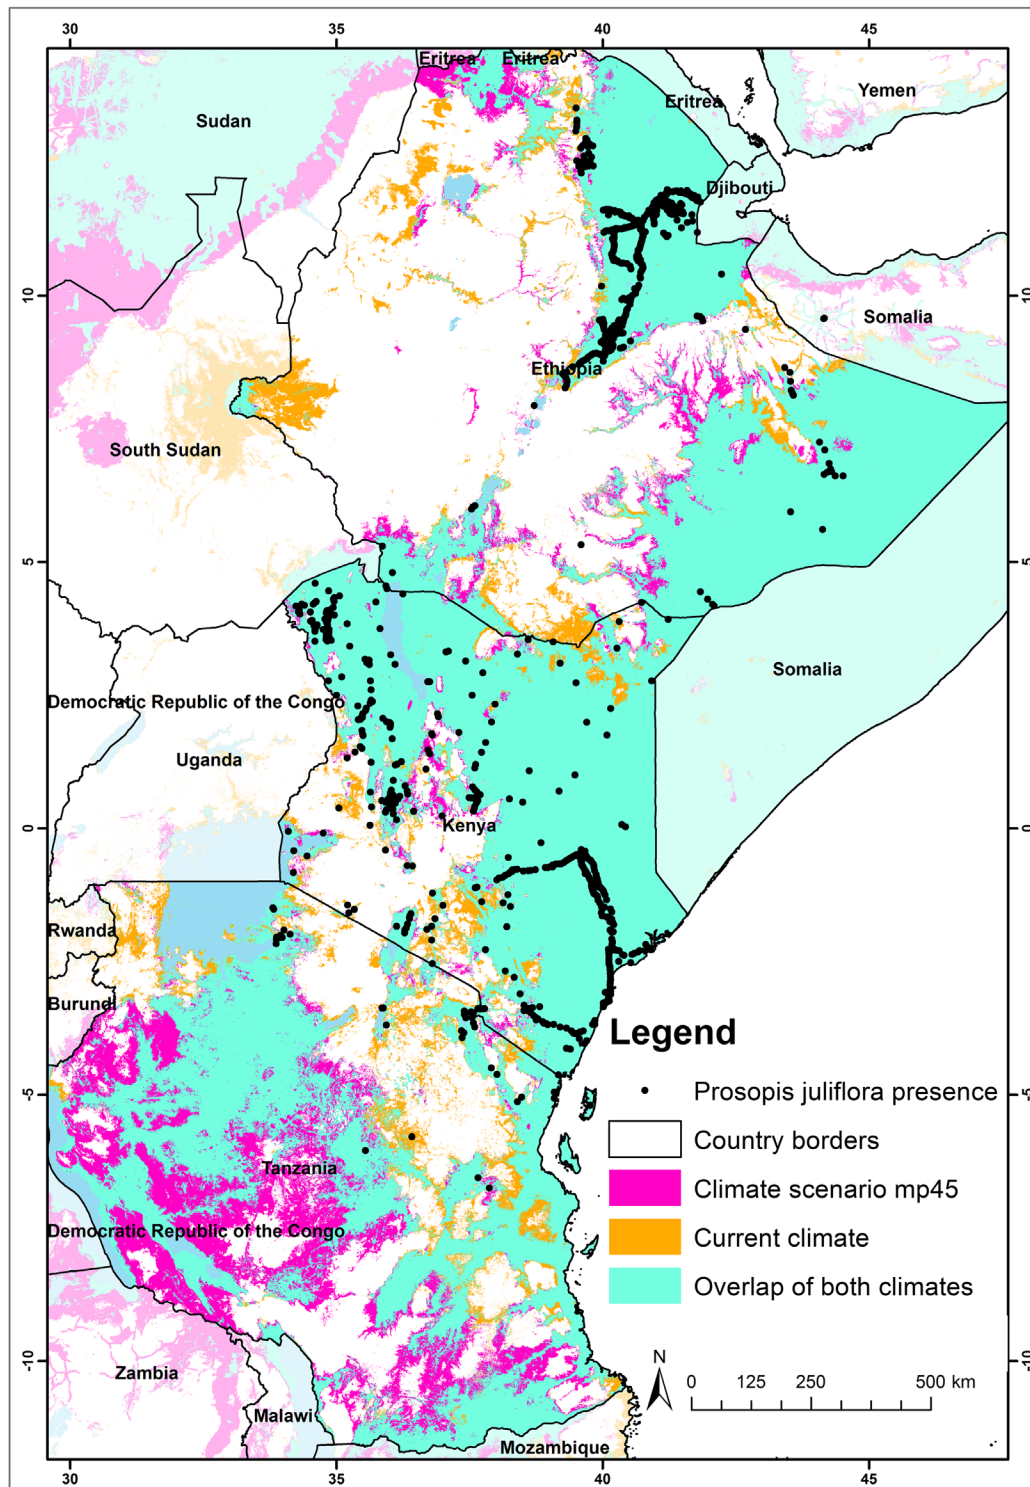 30 35 40 45
Eritrea Eritrea
Yemen
Eritrea
Sudan
Djibouti
10 10
Somalia
Ethiopia
South Sudan
5 5
Somalia
Democratic Republic of the Congo
Uganda
0 0
Kenya
Rwanda
Burundi
Legend
Prosopis juliflora presence
-5 -5
Country borders
Tanzania
Climate scenario mp45
Democratic Republic of the Congo
Current climate
Overlap of both climates
N
-10 -10
Zambia
0 125 250 500 km
Malawi
Mozambique
30 35 40 45